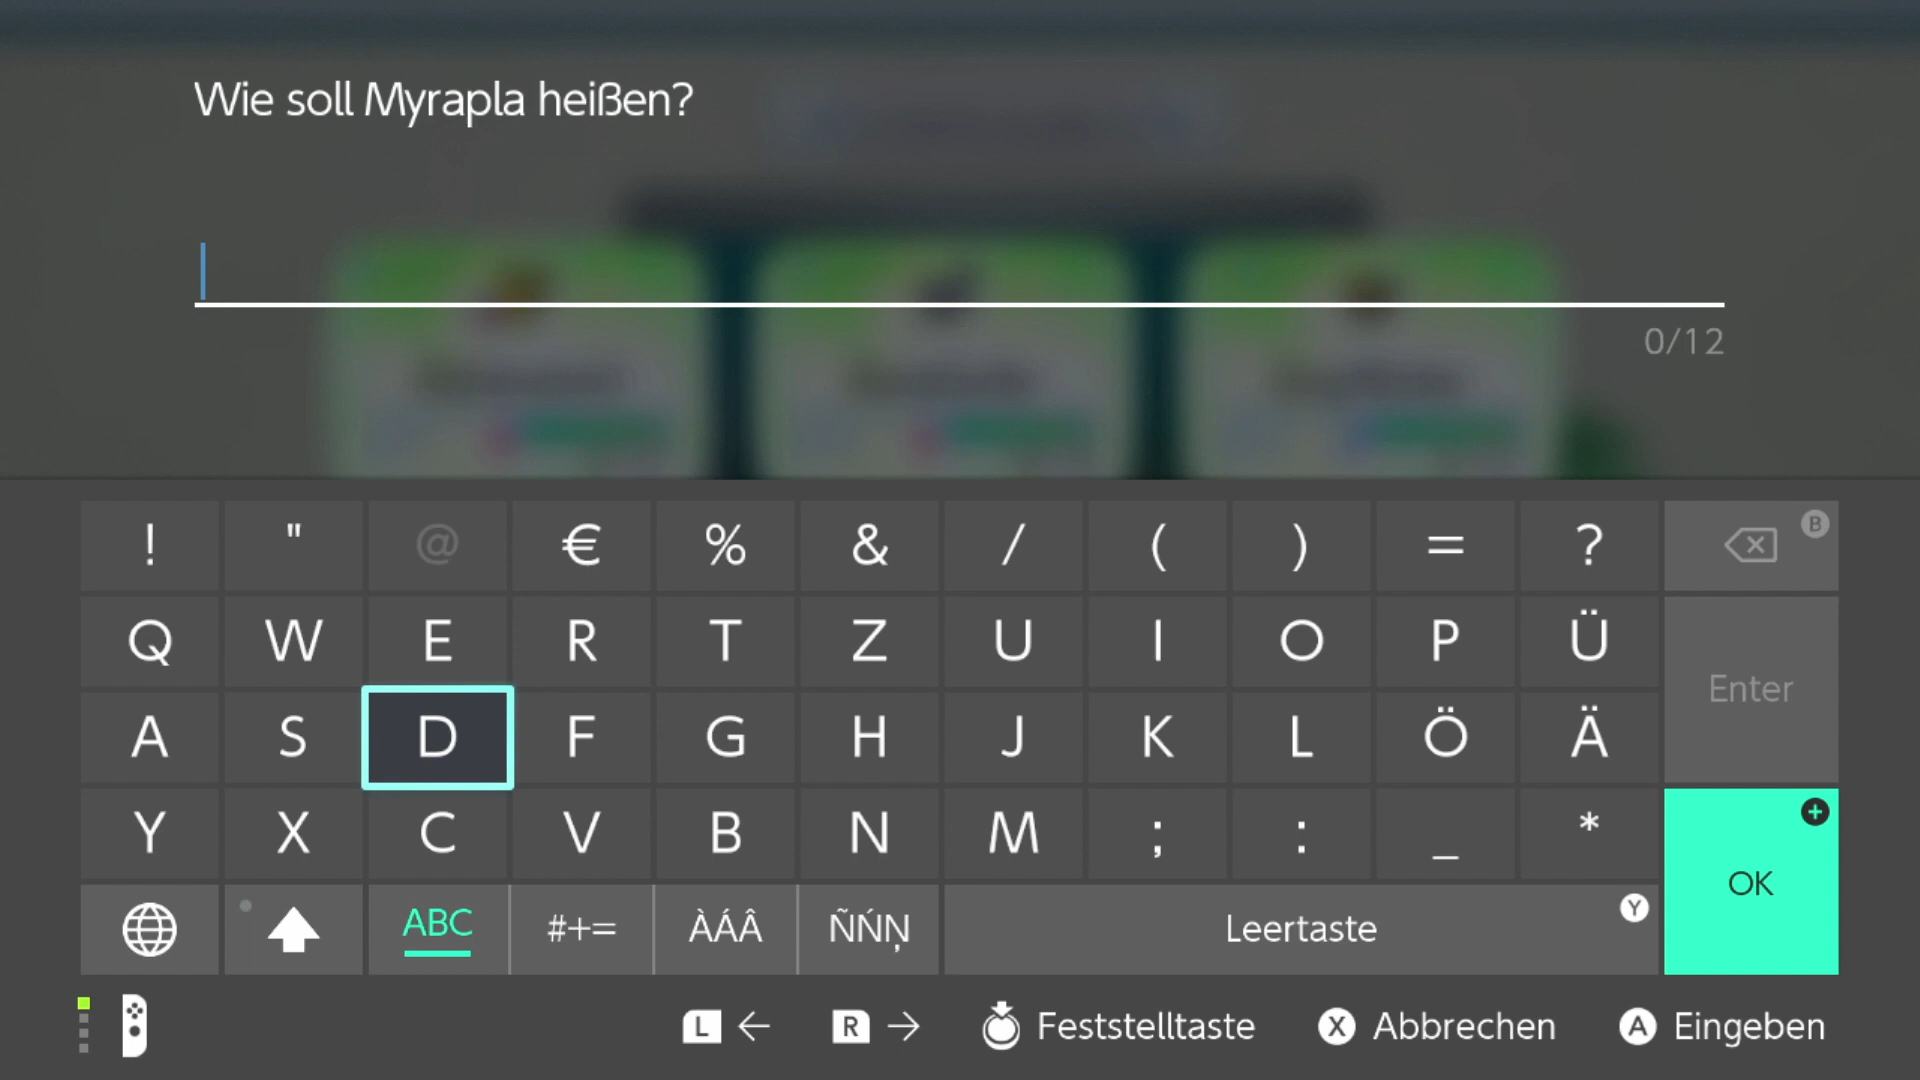 Wie soll Myrapla heißen?
0/12
! " @ € % & / ( ) = ? B
Q W E R T Z U I O P Ü Enter
A S D F G H J K L Ö Ä
Y X C V B N M ; : _ * OK
ABC #+= ÀÁÂ ÑŃŅ Leertaste Y
L ← R → Feststelltaste X Abbrechen A Eingeben